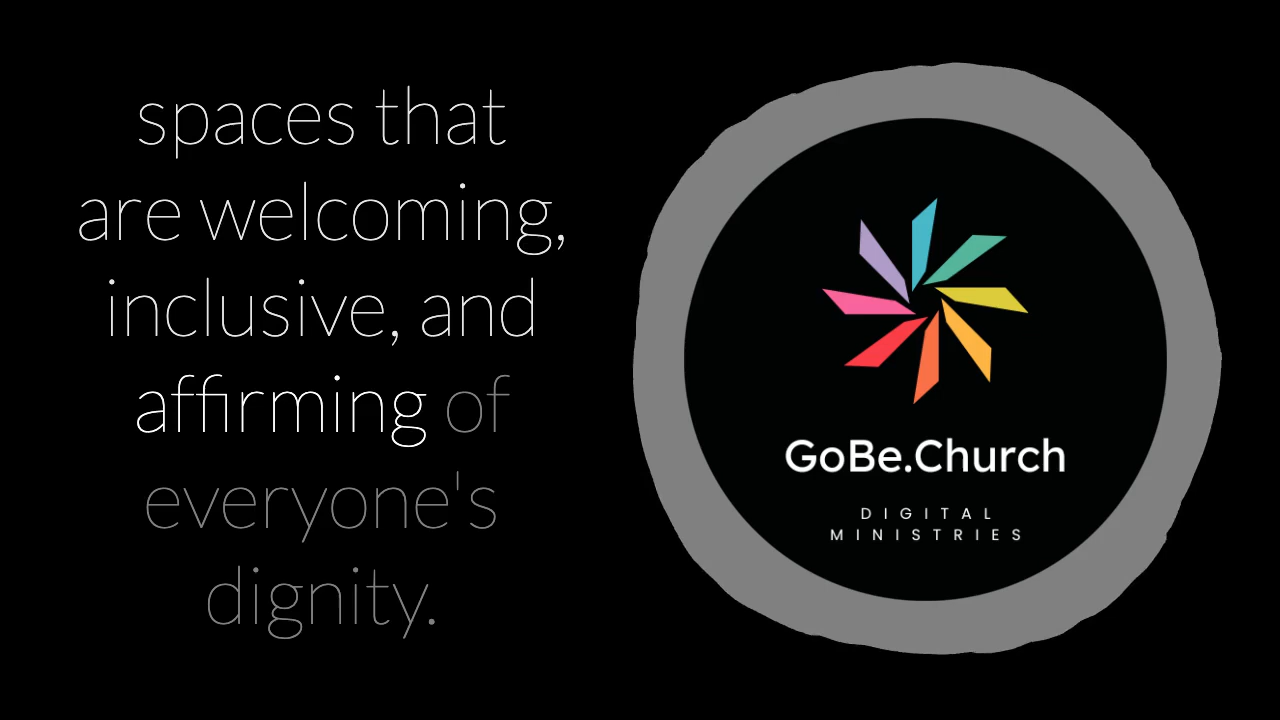 spaces that
are welcoming,
inclusive, and
affirming of
everyone's
dignity.
GoBe.Church
DIGITAL
MINISTRIES